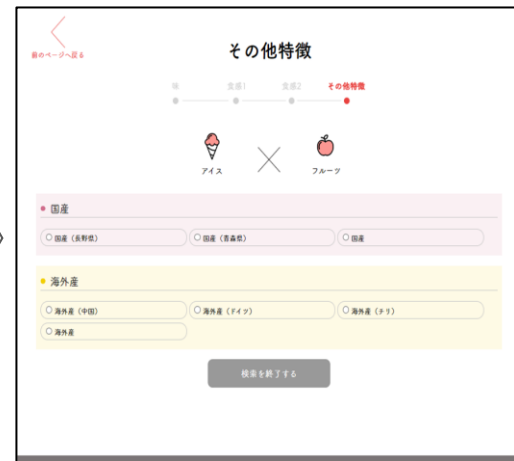 前のページへ戻る
その他特徴
味 食感1 食感2 その他特徴
アイス フルーツ
国産
国産（長野県） 国産（青森県） 国産
海外産
海外産（中国） 海外産（ドイツ） 海外産（チリ）
海外産
検索を終了する